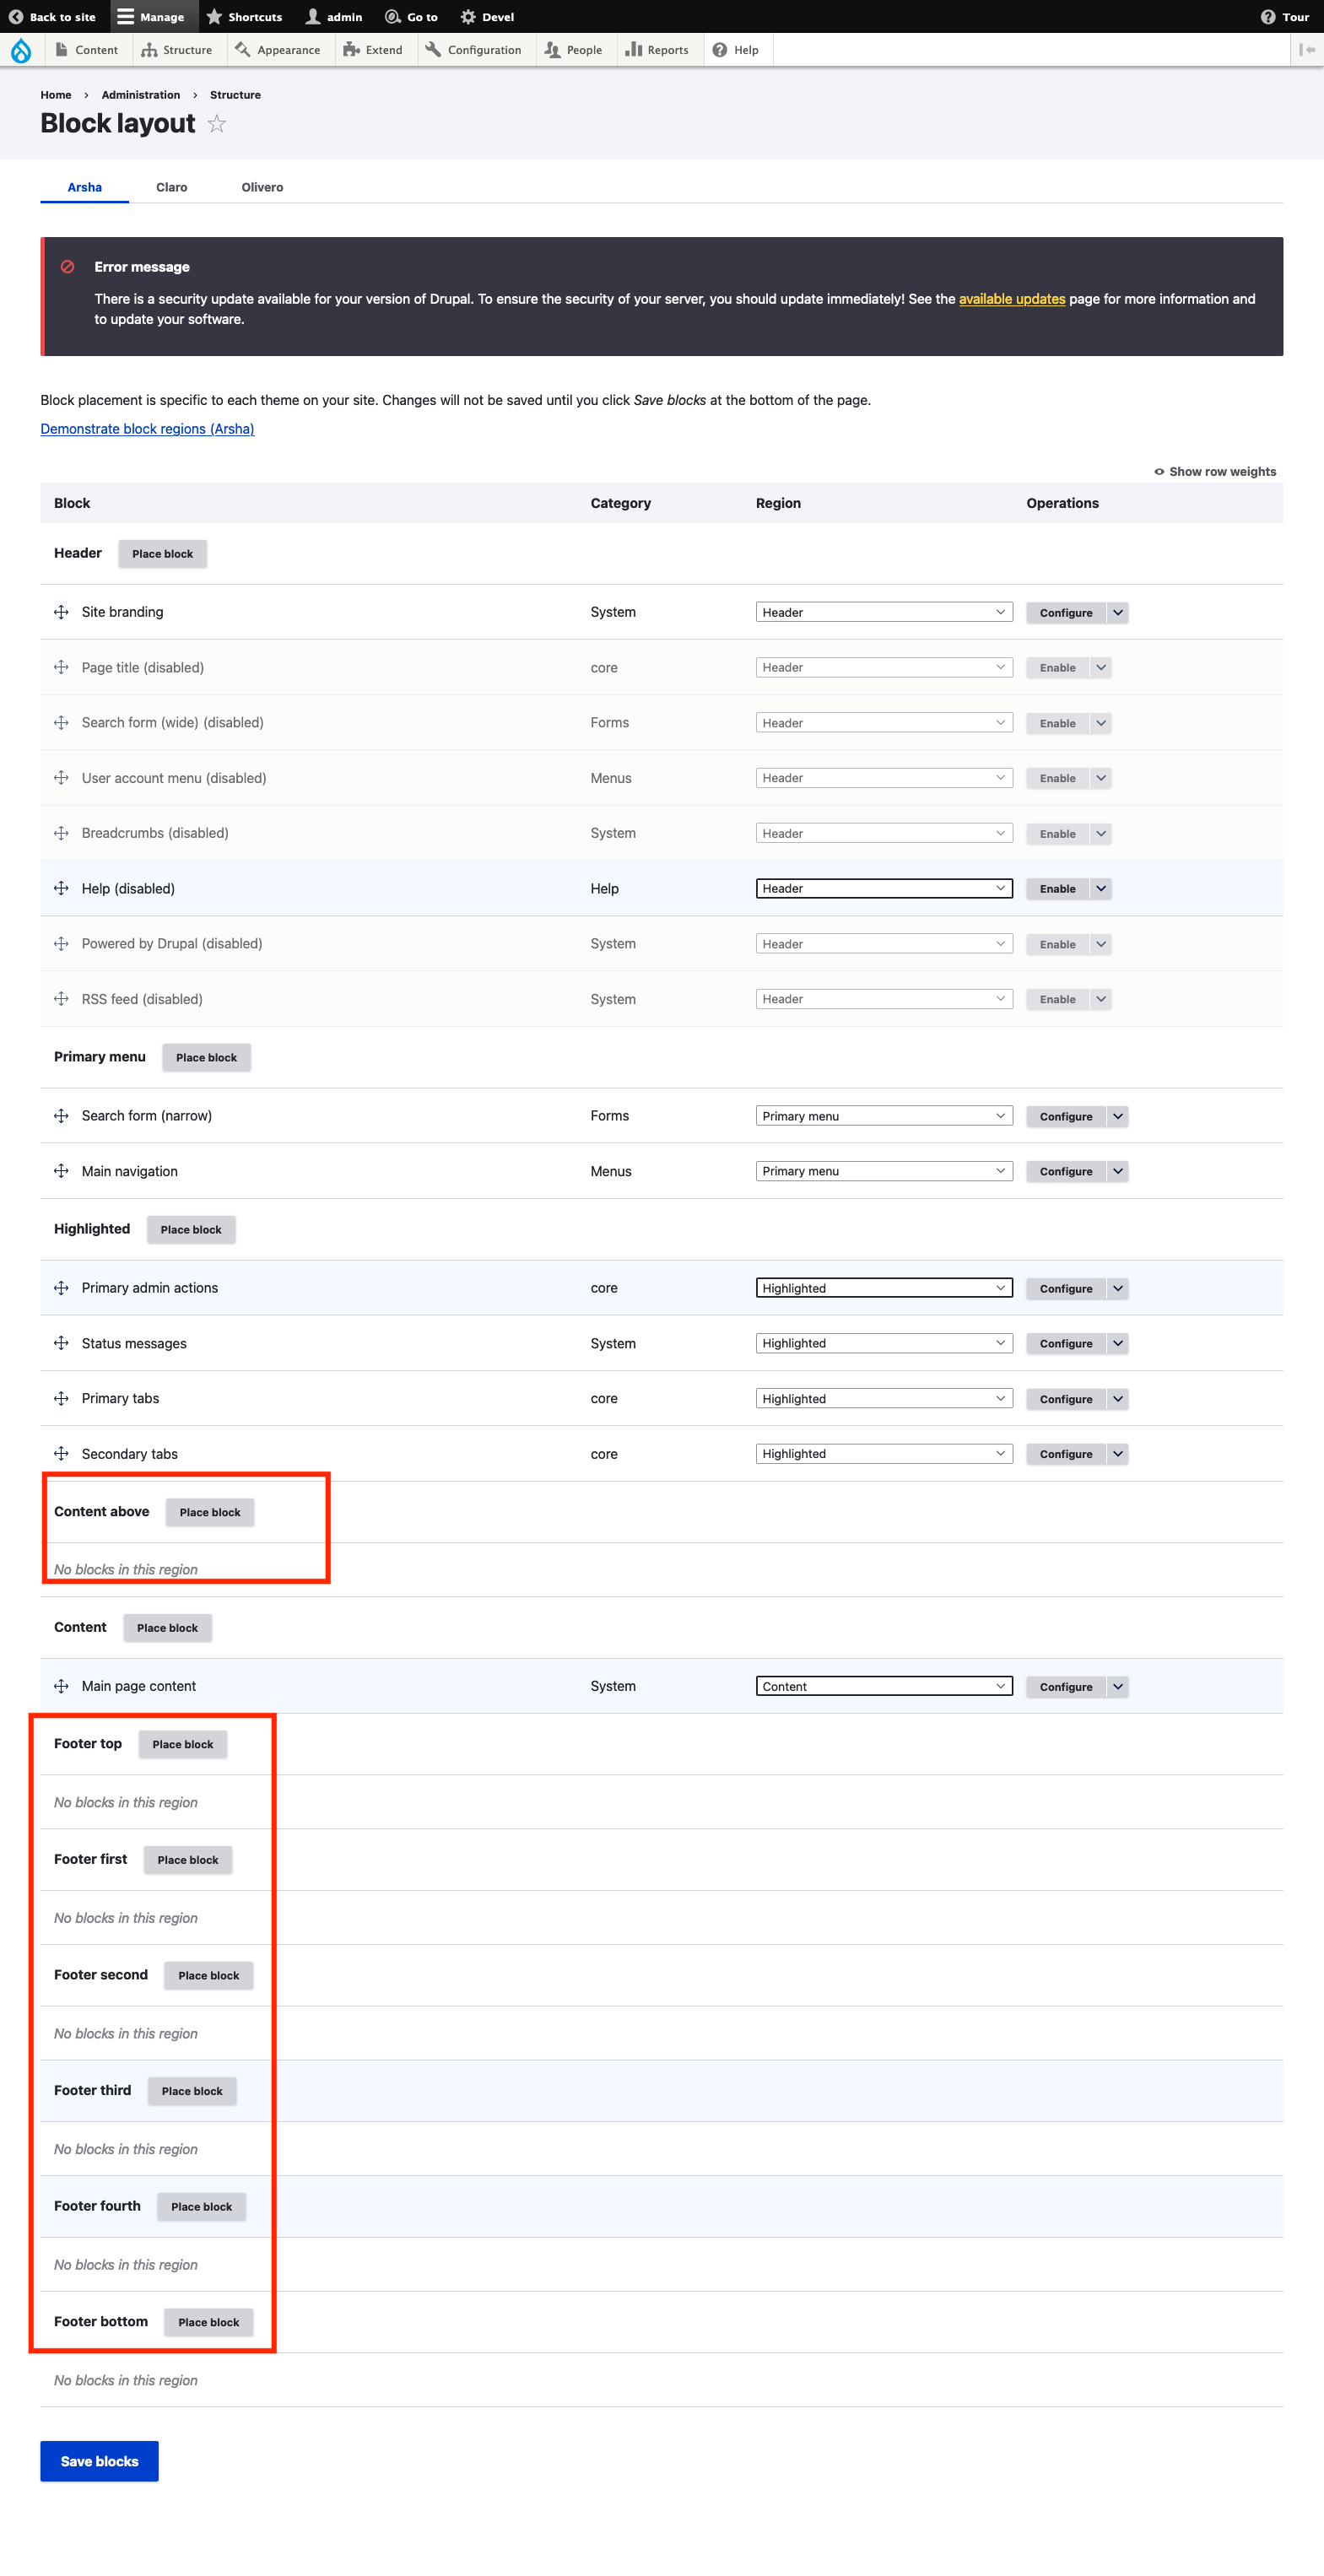 Back to site Manage Shortcuts admin Go to Devel Tour
Content Structure Appearance Extend Configuration People Reports Help
Home › Administration › Structure
Block layout
Arsha Claro Olivero
Error message
There is a security update available for your version of Drupal. To ensure the security of your server, you should update immediately! See the available updates page for more information and
to update your software.
Block placement is specific to each theme on your site. Changes will not be saved until you click Save blocks at the bottom of the page.
Demonstrate block regions (Arsha)
Show row weights
Block Category Region Operations
Header Place block
Site branding System Header Configure
Page title (disabled) core Header Enable
Search form (wide) (disabled) Forms Header Enable
User account menu (disabled) Menus Header Enable
Breadcrumbs (disabled) System Header Enable
Help (disabled) Help Header Enable
Powered by Drupal (disabled) System Header Enable
RSS feed (disabled) System Header Enable
Primary menu Place block
Search form (narrow) Forms Primary menu Configure
Main navigation Menus Primary menu Configure
Highlighted Place block
Primary admin actions core Highlighted Configure
Status messages System Highlighted Configure
Primary tabs core Highlighted Configure
Secondary tabs core Highlighted Configure
Content above Place block
No blocks in this region
Content Place block
Main page content System Content Configure
Footer top Place block
No blocks in this region
Footer first Place block
No blocks in this region
Footer second Place block
No blocks in this region
Footer third Place block
No blocks in this region
Footer fourth Place block
No blocks in this region
Footer bottom Place block
No blocks in this region
Save blocks